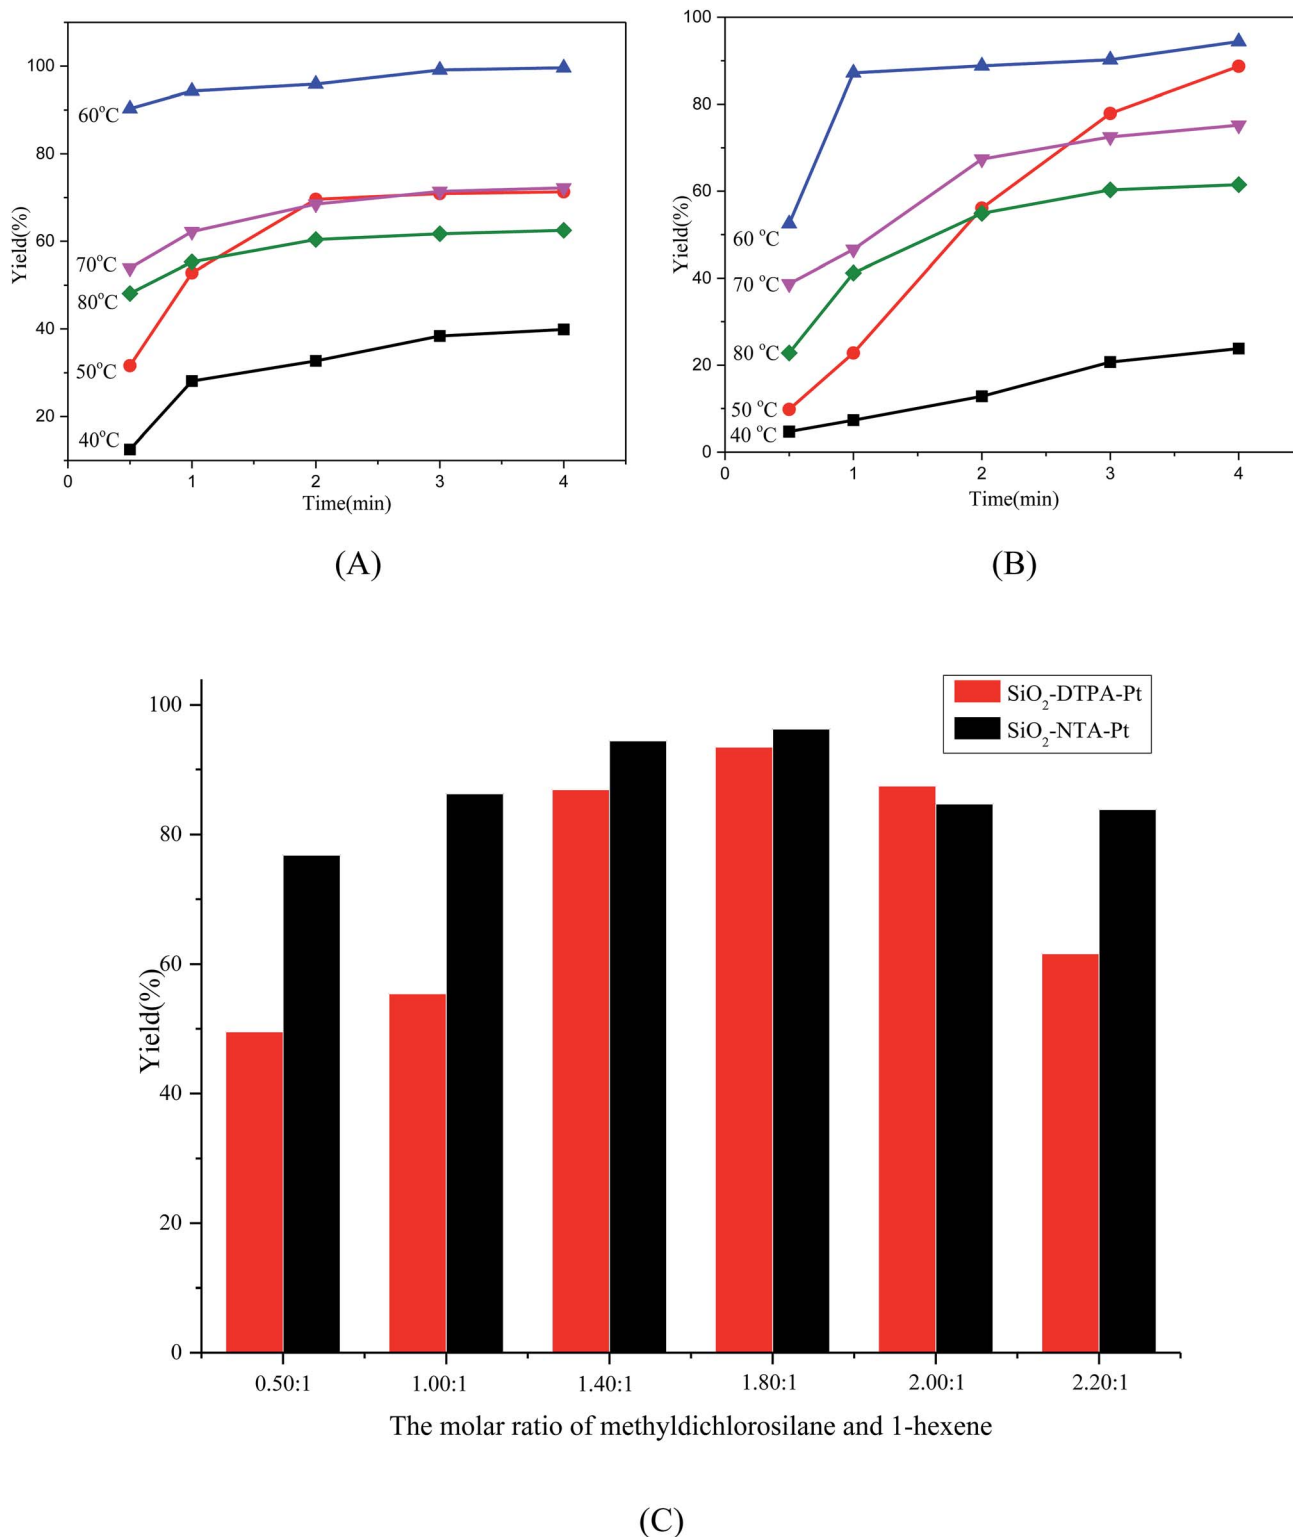 100
80
60
40
20
Yield(%)
60°C
70°C
80°C
50°C
40°C
0 1 2 3 4
Time(min)
(A)
100
80
60
40
20
0
Yield(%)
60 °C
70 °C
80 °C
50 °C
40 °C
0 1 2 3 4
Time(min)
(B)
SiO2-DTPA-Pt
SiO2-NTA-Pt
100
80
60
40
20
0
Yield(%)
0.50:1 1.00:1 1.40:1 1.80:1 2.00:1 2.20:1
The molar ratio of methyldichlorosilane and 1-hexene
(C)